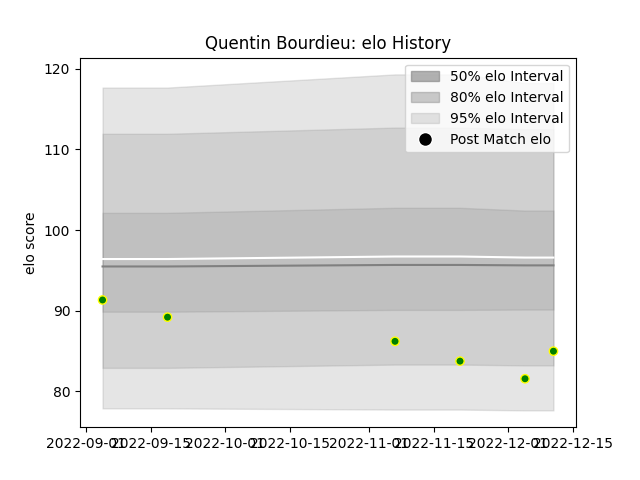 Quentin Bourdieu: elo History
50% elo Interval
80% elo Interval
95% elo Interval
Post Match elo
elo score
120
110
100
90
80
2022-09-01 2022-09-15 2022-10-01 2022-10-15 2022-11-01 2022-11-15 2022-12-01 2022-12-15